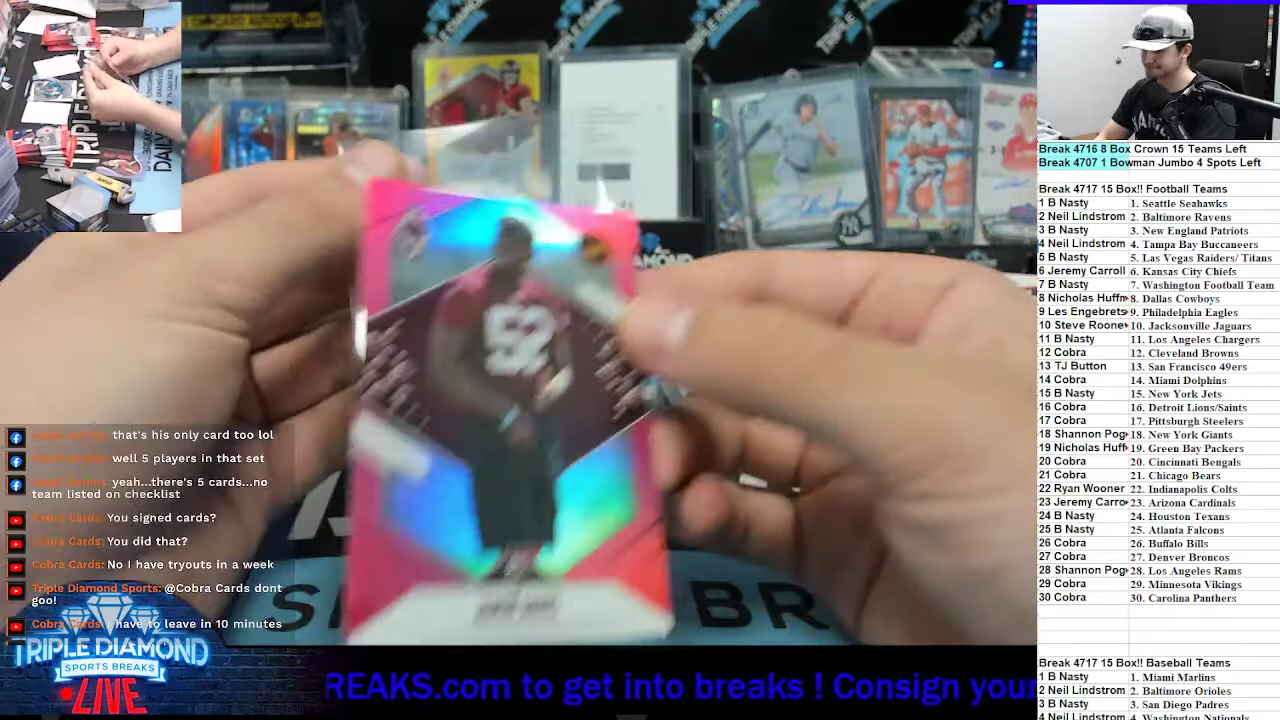 Break 4716 8 Box Crown 15 Teams Left
Break 4707 1 Bowman Jumbo 4 Spots Left
Break 4717 15 Box!! Football Teams
1 B Nasty 1. Seattle Seahawks
2 Neil Lindstrom 2. Baltimore Ravens
3 B Nasty 3. New England Patriots
4 Neil Lindstrom 4. Tampa Bay Buccaneers
5 B Nasty 5. Las Vegas Raiders/ Titans
6 Jeremy Carroll 6. Kansas City Chiefs
7 B Nasty 7. Washington Football Team
8 Nicholas Huffm 8. Dallas Cowboys
9 Les Engebrets 9. Philadelphia Eagles
10 Steve Roone 10. Jacksonville Jaguars
11 B Nasty 11. Los Angeles Chargers
12 Cobra 12. Cleveland Browns
13 TJ Button 13. San Francisco 49ers
14 Cobra 14. Miami Dolphins
15 B Nasty 15. New York Jets
16 Cobra 16. Detroit Lions/Saints
17 Cobra 17. Pittsburgh Steelers
18 Shannon Pog 18. New York Giants
19 Nicholas Huff 19. Green Bay Packers
20 Cobra 20. Cincinnati Bengals
21 Cobra 21. Chicago Bears
22 Ryan Wooner 22. Indianapolis Colts
23 Jeremy Carro 23. Arizona Cardinals
24 B Nasty 24. Houston Texans
25 B Nasty 25. Atlanta Falcons
26 Cobra 26. Buffalo Bills
27 Cobra 27. Denver Broncos
28 Shannon Pog 28. Los Angeles Rams
29 Cobra 29. Minnesota Vikings
30 Cobra 30. Carolina Panthers
Break 4717 15 Box!! Baseball Teams
1 B Nasty 1. Miami Marlins
2 Neil Lindstrom 2. Baltimore Orioles
3 B Nasty 3. San Diego Padres
4 Neil Lindstrom 4. Washington Nationals
that's his only card too lol
well 5 players in that set
yeah...there's 5 cards...no
team listed on checklist
Cobra Cards: You signed cards?
Cobra Cards: You did that?
Cobra Cards: No I have tryouts in a week
Triple Diamond Sports: @Cobra Cards dont
goo!
Cobra Cards: I have to leave in 10 minutes
TRIPLE DIAMOND
SPORTS BREAKS
LIVE
REAKS.com to get into breaks ! Consign your
52
BR